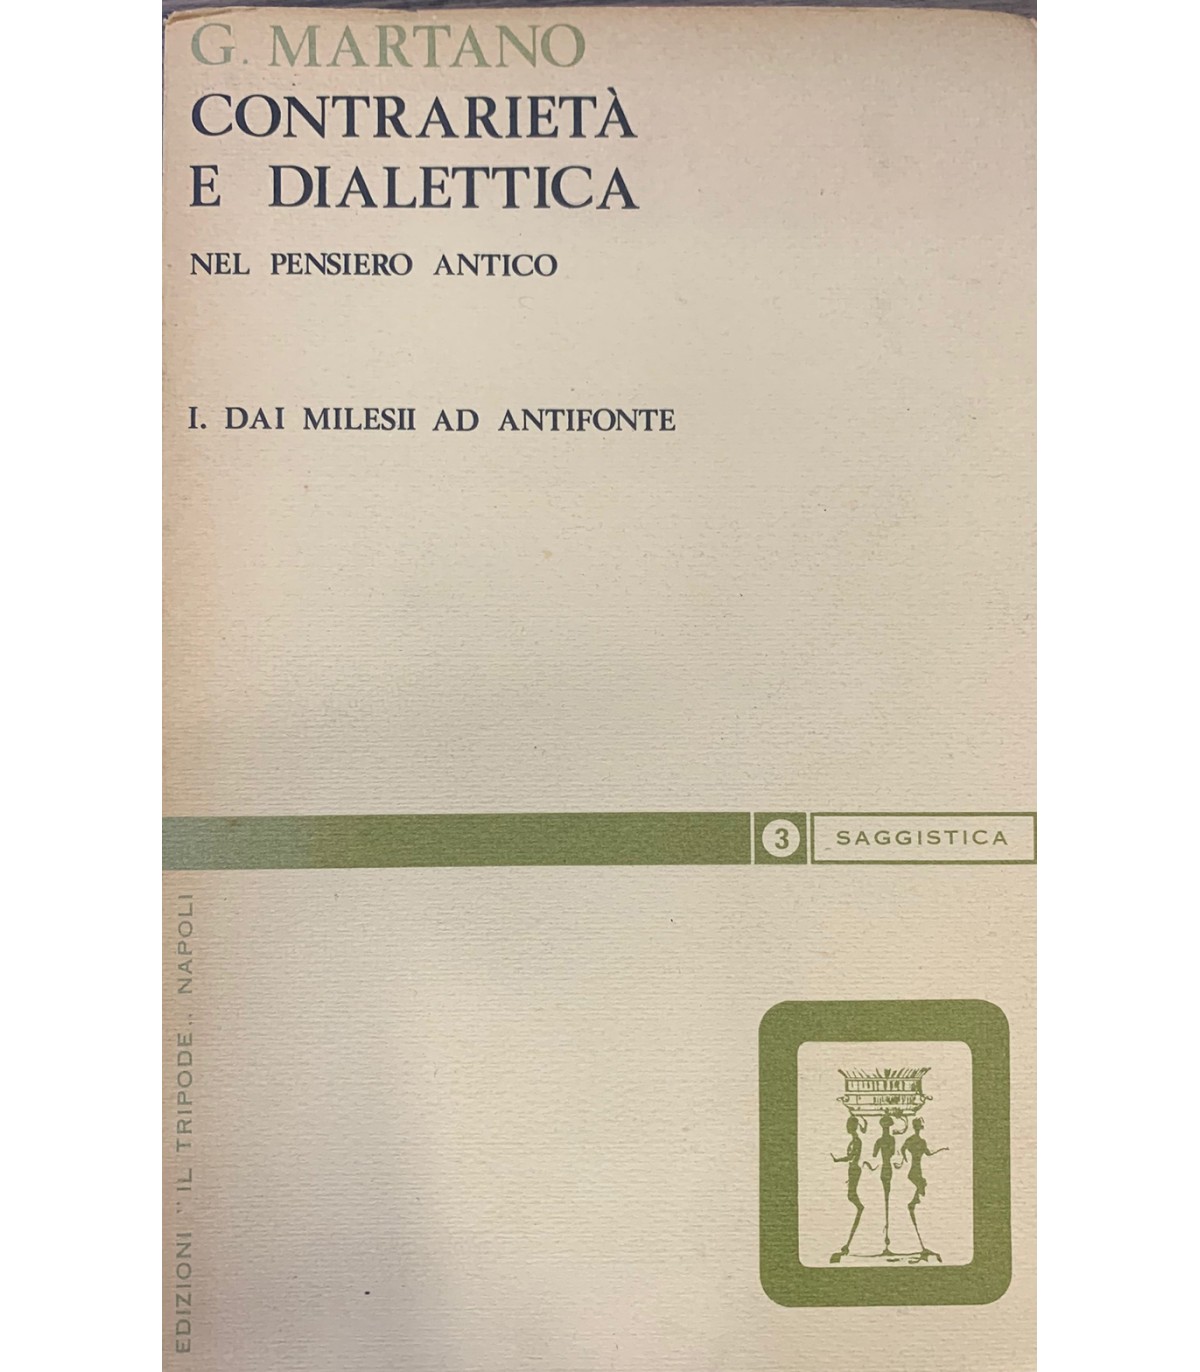 G. MARTANO
CONTRARIETÀ
E DIALETTICA
NEL PENSIERO ANTICO
I. DAI MILESII AD ANTIFONTE
3
SAGGISTICA
EDIZIONI "IL TRIPODE" NAPOLI